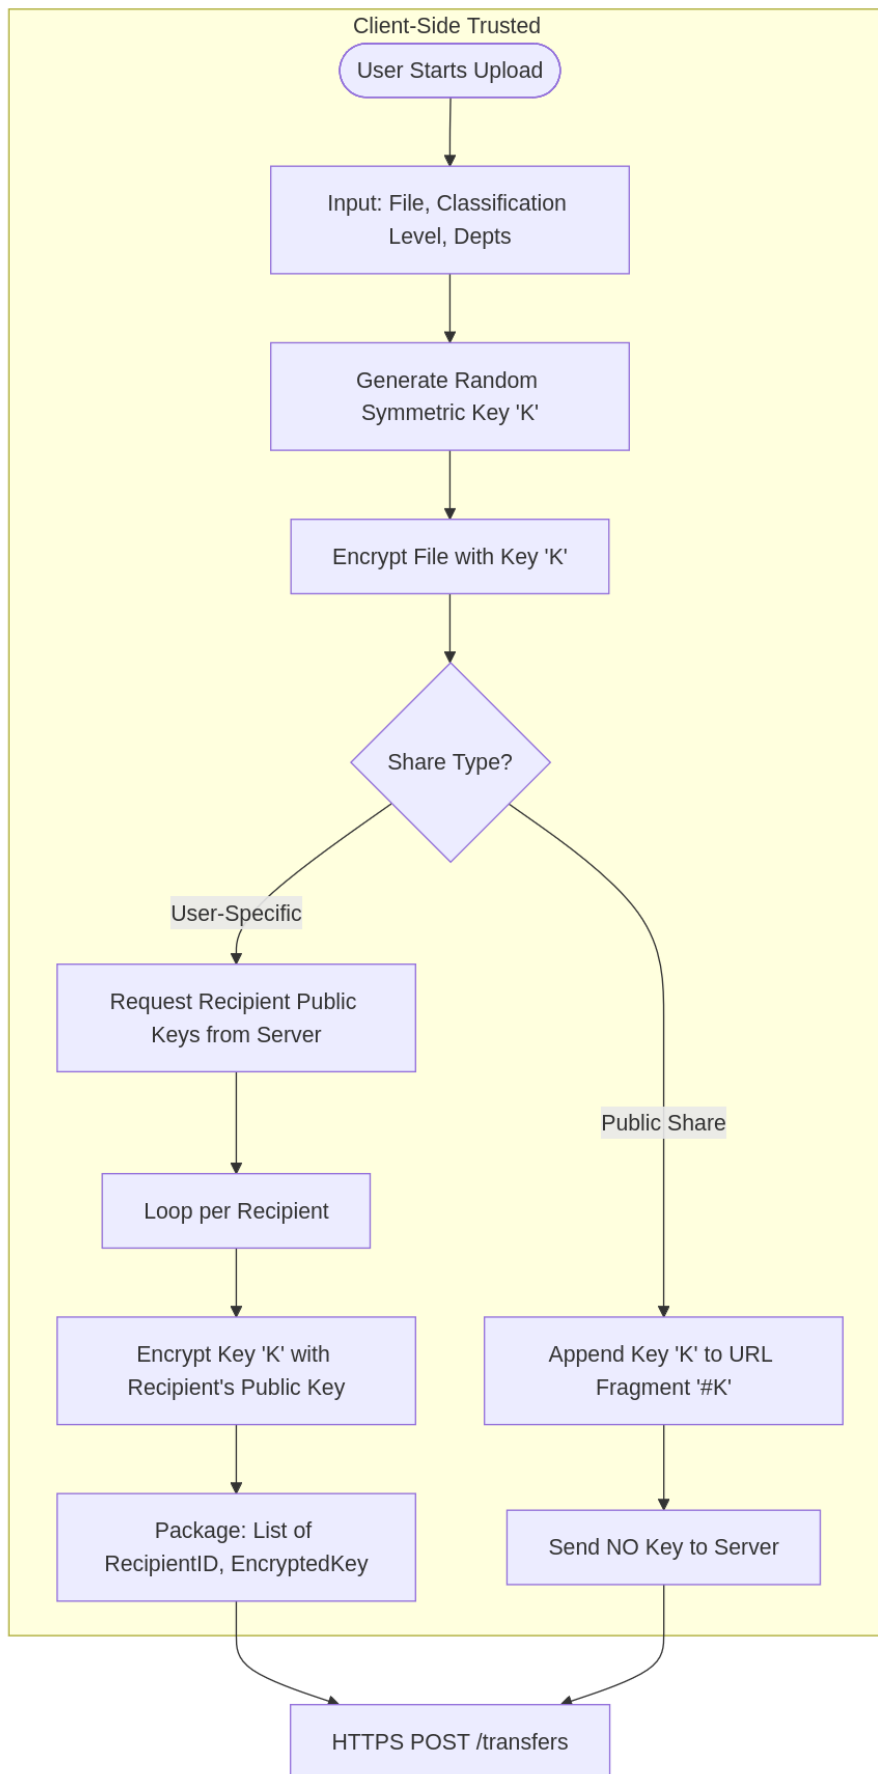 Client-Side Trusted
User Starts Upload
Input: File, Classification
Level, Depts
Generate Random
Symmetric Key 'K'
Encrypt File with Key 'K'
Share Type?
User-Specific
Request Recipient Public
Keys from Server
Public Share
Loop per Recipient
Encrypt Key 'K' with
Recipient's Public Key
Append Key 'K' to URL
Fragment '#K'
Package: List of
RecipientID, EncryptedKey
Send NO Key to Server
HTTPS POST /transfers